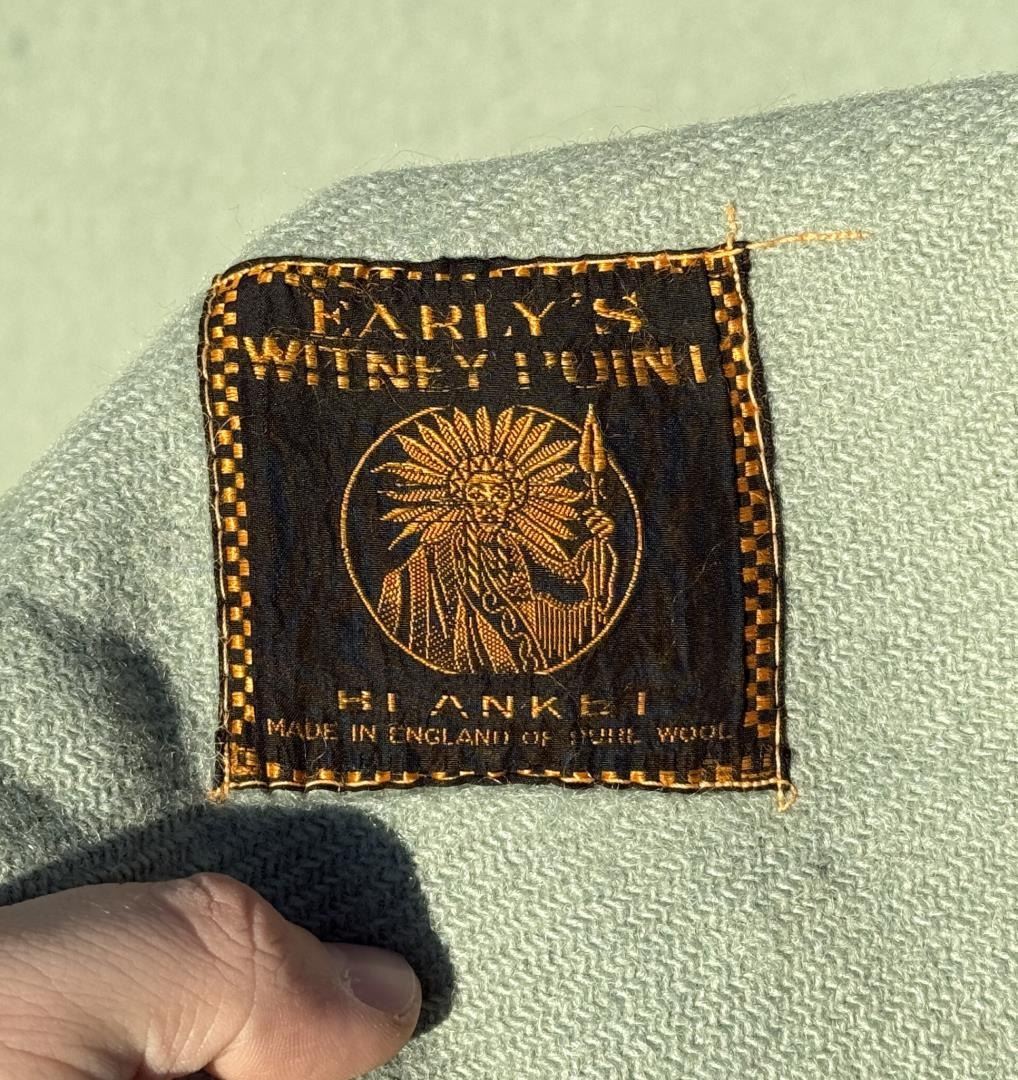 EARLY'S
WITNEY POINT
BLANKET
MADE IN ENGLAND OF PURE WOOL